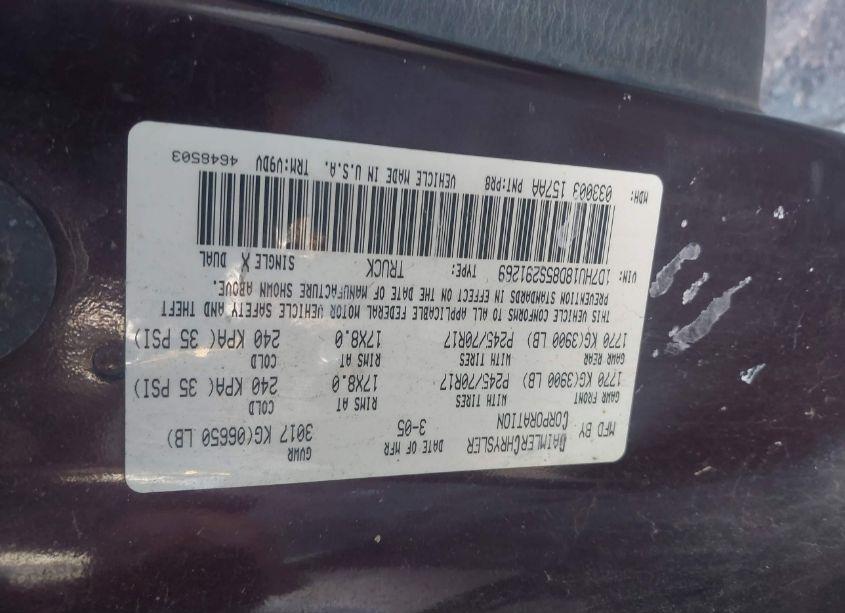 MFD BY DAIMLERCHRYSLER CORPORATION DATE OF MFR 3-05 GVWR 3017 KG(06650 LB)
GAWR FRONT WITH TIRES RIMS AT COLD
1770 KG(3900 LB) P245/70R17 17X8.0 240 KPA( 35 PSI)
GAWR REAR WITH TIRES RIMS AT COLD
1770 KG(3900 LB) P245/70R17 17X8.0 240 KPA( 35 PSI)
THIS VEHICLE CONFORMS TO ALL APPLICABLE FEDERAL MOTOR VEHICLE SAFETY AND THEFT
PREVENTION STANDARDS IN EFFECT ON THE DATE OF MANUFACTURE SHOWN ABOVE.
VIN: 1D7HU18D85S291269 TYPE: TRUCK SINGLE X DUAL
MDH: 033003 157AA PNT:PRB VEHICLE MADE IN U.S.A. TRM:V9DV 4648503